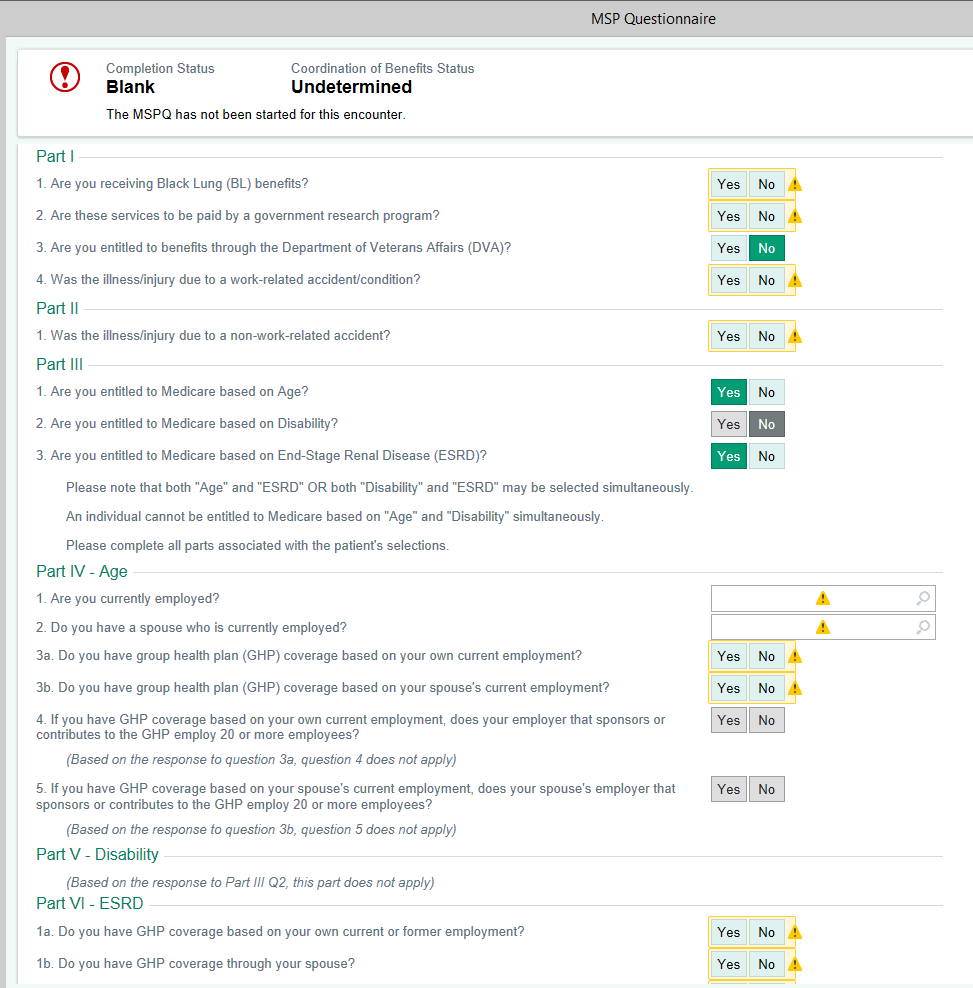 MSP Questionnaire
Completion Status
Coordination of Benefits Status
Blank
Undetermined
The MSPQ has not been started for this encounter.
Part I
1. Are you receiving Black Lung (BL) benefits? Yes No
2. Are these services to be paid by a government research program? Yes No
3. Are you entitled to benefits through the Department of Veterans Affairs (DVA)? Yes No
4. Was the illness/injury due to a work-related accident/condition? Yes No
Part II
1. Was the illness/injury due to a non-work-related accident? Yes No
Part III
1. Are you entitled to Medicare based on Age? Yes No
2. Are you entitled to Medicare based on Disability? Yes No
3. Are you entitled to Medicare based on End-Stage Renal Disease (ESRD)? Yes No
Please note that both "Age" and "ESRD" OR both "Disability" and "ESRD" may be selected simultaneously.
An individual cannot be entitled to Medicare based on "Age" and "Disability" simultaneously.
Please complete all parts associated with the patient's selections.
Part IV - Age
1. Are you currently employed?
2. Do you have a spouse who is currently employed?
3a. Do you have group health plan (GHP) coverage based on your own current employment? Yes No
3b. Do you have group health plan (GHP) coverage based on your spouse's current employment? Yes No
4. If you have GHP coverage based on your own current employment, does your employer that sponsors or Yes No
contributes to the GHP employ 20 or more employees?
(Based on the response to question 3a, question 4 does not apply)
5. If you have GHP coverage based on your spouse's current employment, does your spouse's employer that Yes No
sponsors or contributes to the GHP employ 20 or more employees?
(Based on the response to question 3b, question 5 does not apply)
Part V - Disability
(Based on the response to Part III Q2, this part does not apply)
Part VI - ESRD
1a. Do you have GHP coverage based on your own current or former employment? Yes No
1b. Do you have GHP coverage through your spouse? Yes No